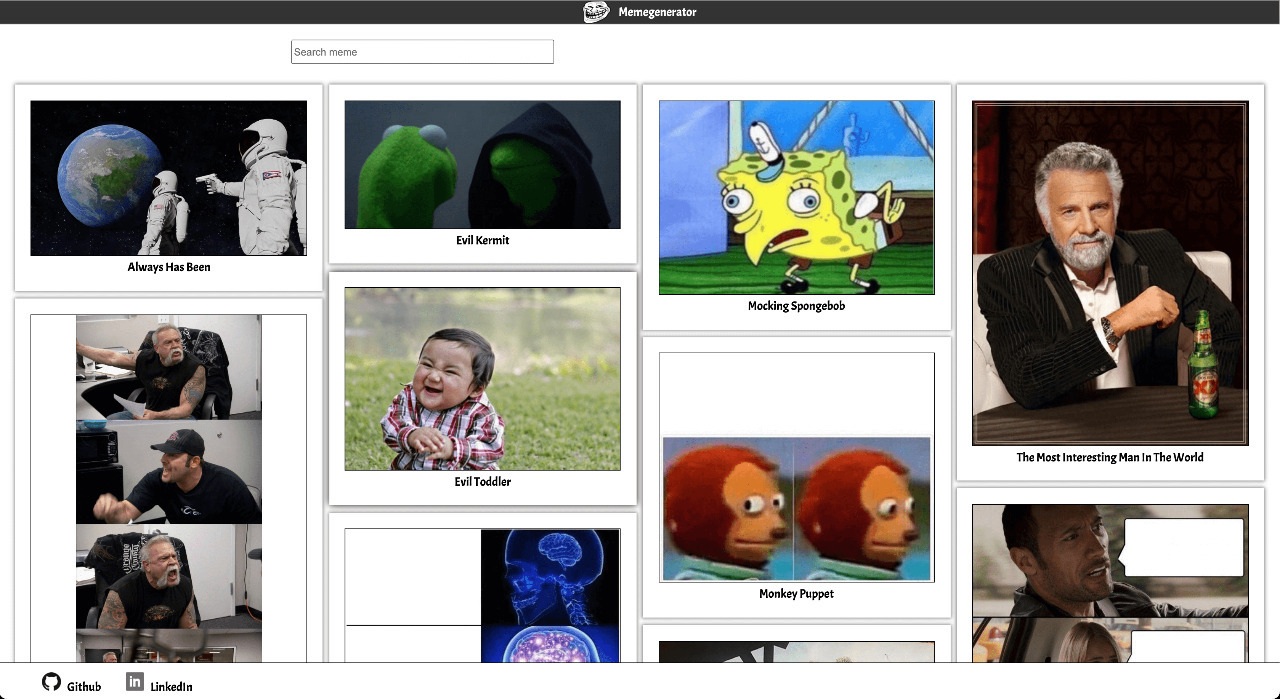 Memegenerator
Search meme
Always Has Been
Evil Kermit
Mocking Spongebob
The Most Interesting Man In The World
Evil Toddler
Monkey Puppet
Github
LinkedIn